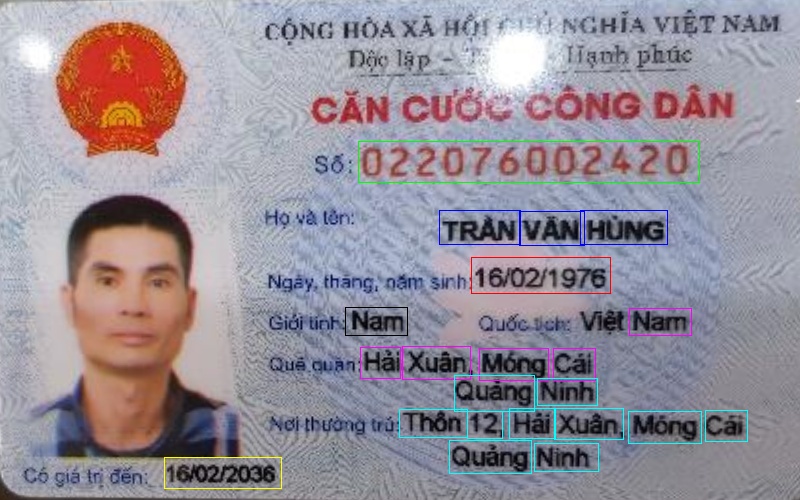 CỘNG HÒA XÃ HỘI CHỦ NGHĨA VIỆT NAM
Độc lập - Hạnh phúc
CĂN CƯỚC CÔNG DÂN
Số: 022076002420
Họ và tên: TRẦN VĂN HÙNG
Ngày, tháng, năm sinh: 16/02/1976
Giới tính: Nam Quốc tịch: Việt Nam
Quê quán: Hải Xuân, Móng Cái
Quảng Ninh
Nơi thường trú: Thôn 12, Hải Xuân, Móng Cái
Quảng Ninh
Có giá trị đến: 16/02/2036